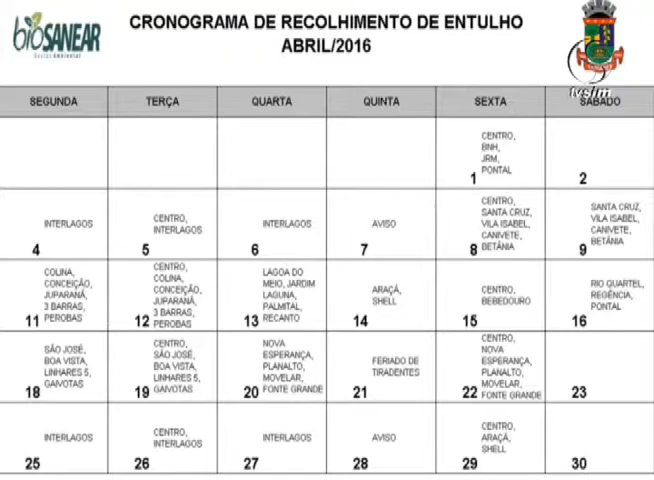 bioSANEAR
Gestão Ambiental
CRONOGRAMA DE RECOLHIMENTO DE ENTULHO
ABRIL/2016
SEGUNDA
TERÇA
QUARTA
QUINTA
SEXTA
SÁBADO
CENTRO,
BNH,
JRM,
PONTAL
1
2
INTERLAGOS
4
CENTRO,
INTERLAGOS
5
INTERLAGOS
6
AVISO
7
CENTRO,
SANTA CRUZ,
VILA ISABEL,
CANIVETE,
BETÂNIA
8
SANTA CRUZ,
VILA ISABEL,
CANIVETE,
BETÂNIA
9
COLINA,
CONCEIÇÃO,
JUPARANÃ,
3 BARRAS,
PEROBAS
11
CENTRO,
COLINA,
CONCEIÇÃO,
JUPARANÃ,
3 BARRAS,
PEROBAS
12
LAGOA DO
MEIO, JARDIM
LAGUNA,
PALMITAL,
RECANTO
13
ARAÇÁ,
SHELL
14
CENTRO,
BEBEDOURO
15
RIO QUARTEL,
REGÊNCIA,
PONTAL
16
SÃO JOSÉ,
BOA VISTA,
LINHARES 5,
GAIVOTAS
18
CENTRO,
SÃO JOSÉ,
BOA VISTA,
LINHARES 5,
GAIVOTAS
19
NOVA
ESPERANÇA,
PLANALTO,
MOVELAR,
FONTE GRANDE
20
FERIADO DE
TIRADENTES
21
CENTRO,
NOVA
ESPERANÇA,
PLANALTO,
MOVELAR,
FONTE GRANDE
22
23
INTERLAGOS
25
CENTRO,
INTERLAGOS
26
INTERLAGOS
27
AVISO
28
CENTRO,
ARAÇÁ,
SHELL
29
30